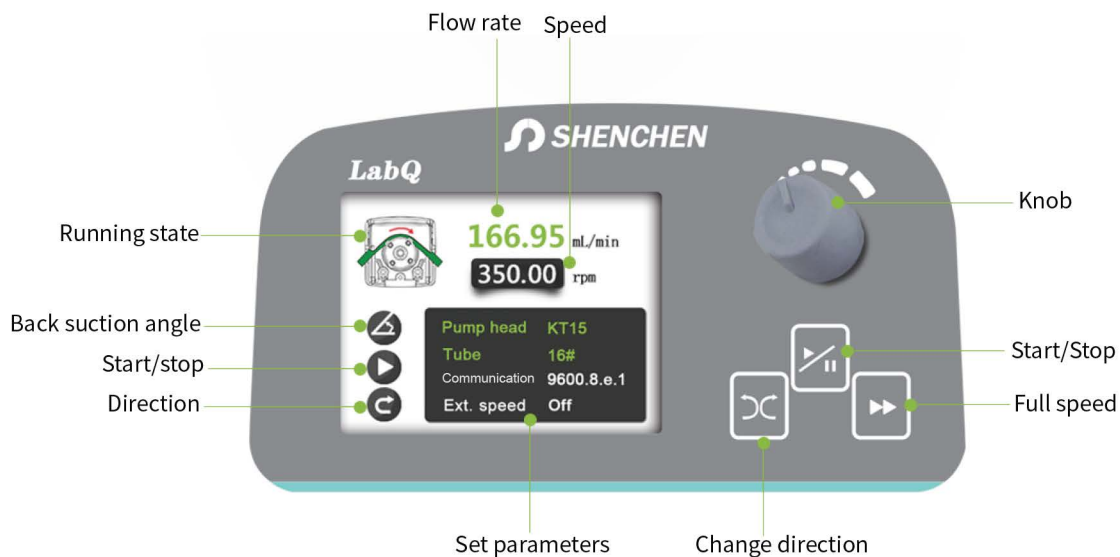 Flow rate
Speed
SHENCHEN
LabQ
Running state
166.95 mL/min
350.00 rpm
Knob
Back suction angle
Pump head KT15
Start/stop
Tube 16#
Communication 9600.8.e.1
Direction
Ext. speed Off
Start/Stop
Full speed
Set parameters
Change direction